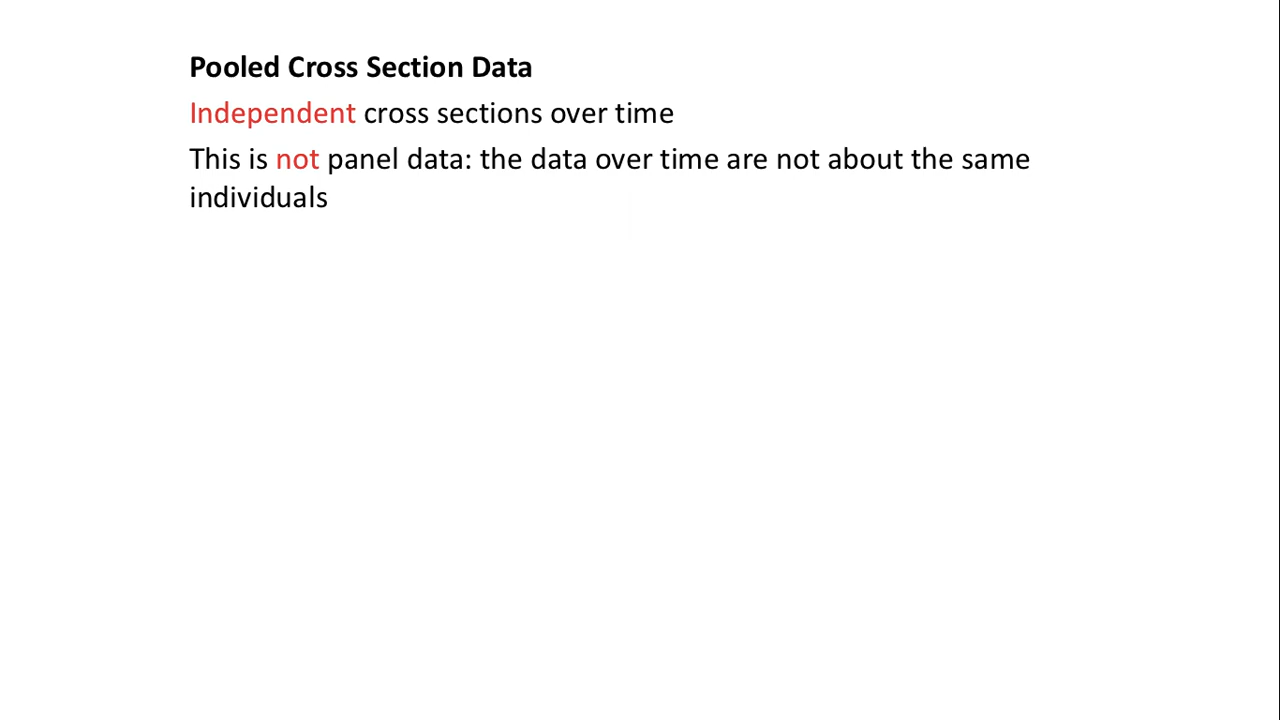 Pooled Cross Section Data
Independent cross sections over time
This is not panel data: the data over time are not about the same
individuals